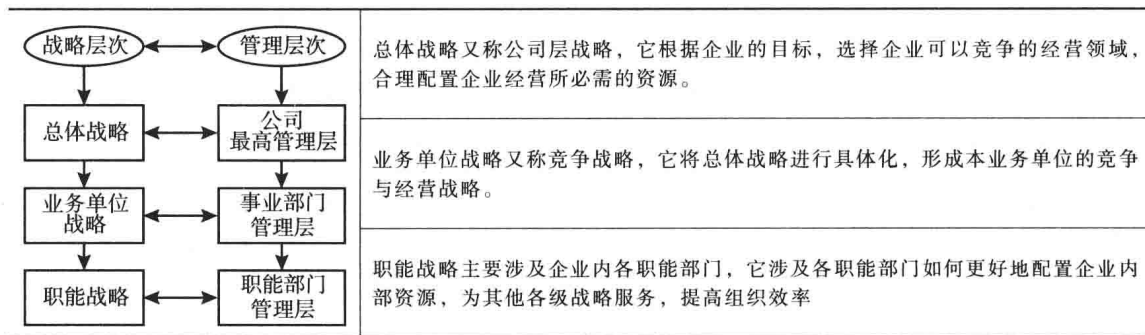 战略层次
管理层次
总体战略又称公司层战略，它根据企业的目标，选择企业可以竞争的经营领域，
合理配置企业经营所必需的资源。
总体战略
公司
最高管理层
业务单位战略又称竞争战略，它将总体战略进行具体化，形成本业务单位的竞争
与经营战略。
业务单位
战略
事业部门
管理层
职能战略主要涉及企业内各职能部门，它涉及各职能部门如何更好地配置企业内
部资源，为其他各级战略服务，提高组织效率
职能战略
职能部门
管理层